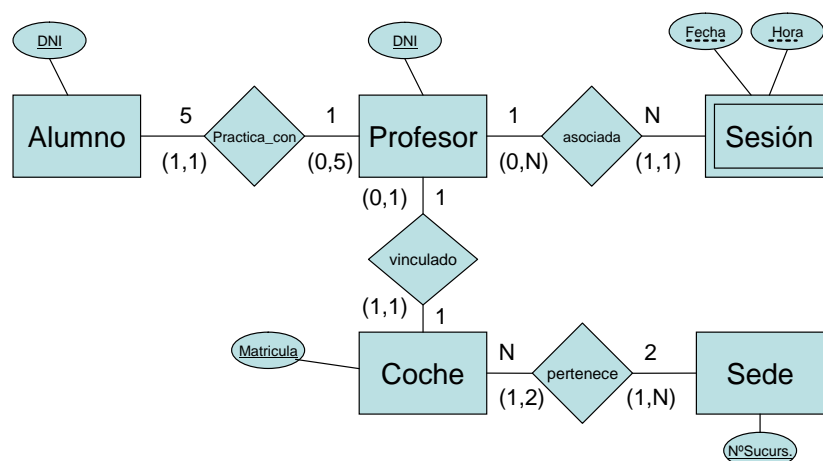 DNI
DNI
Fecha
Hora
Alumno
5
(1,1)
Practica_con
1
(0,5)
Profesor
1
(0,N)
asociada
N
(1,1)
Sesión
(0,1)
1
vinculado
(1,1)
1
Matricula
Coche
N
(1,2)
pertenece
2
(1,N)
Sede
NºSucurs.